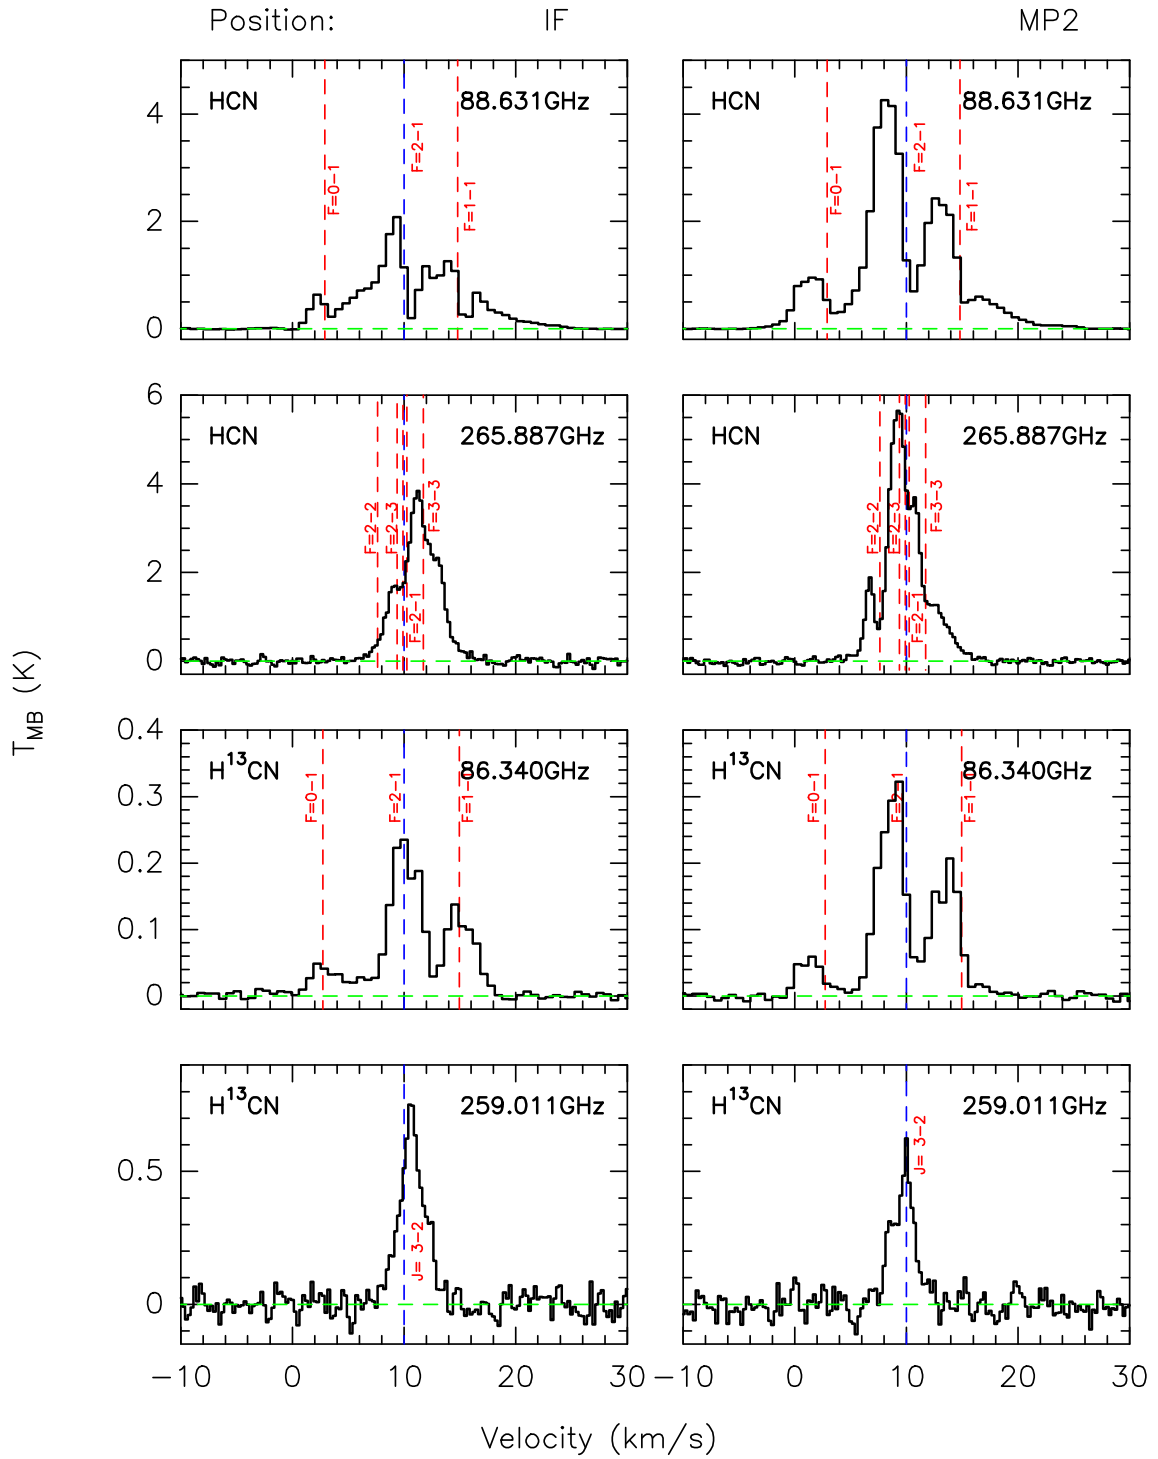 Position: IF MP2
HCN 88.631GHz HCN 88.631GHz
F=0-1 F=2-1 F=1-1 F=0-1 F=2-1 F=1-1
4
2
0
HCN 265.887GHz HCN 265.887GHz
F=2-2 F=2-3 F=2-1 F=3-3 F=2-2 F=2-3 F=2-1 F=3-3
6
4
2
0
H¹³CN 86.340GHz H¹³CN 86.340GHz
F=0-1 F=2-1 F=1- F=0-1 F=2-1 F=1-
0.4
0.3
0.2
0.1
0
H¹³CN 259.011GHz H¹³CN 259.011GHz
J= 3-2 J= 3-2
0.5
0
-10 0 10 20 30 -10 0 10 20 30
T_MB (K)
Velocity (km/s)